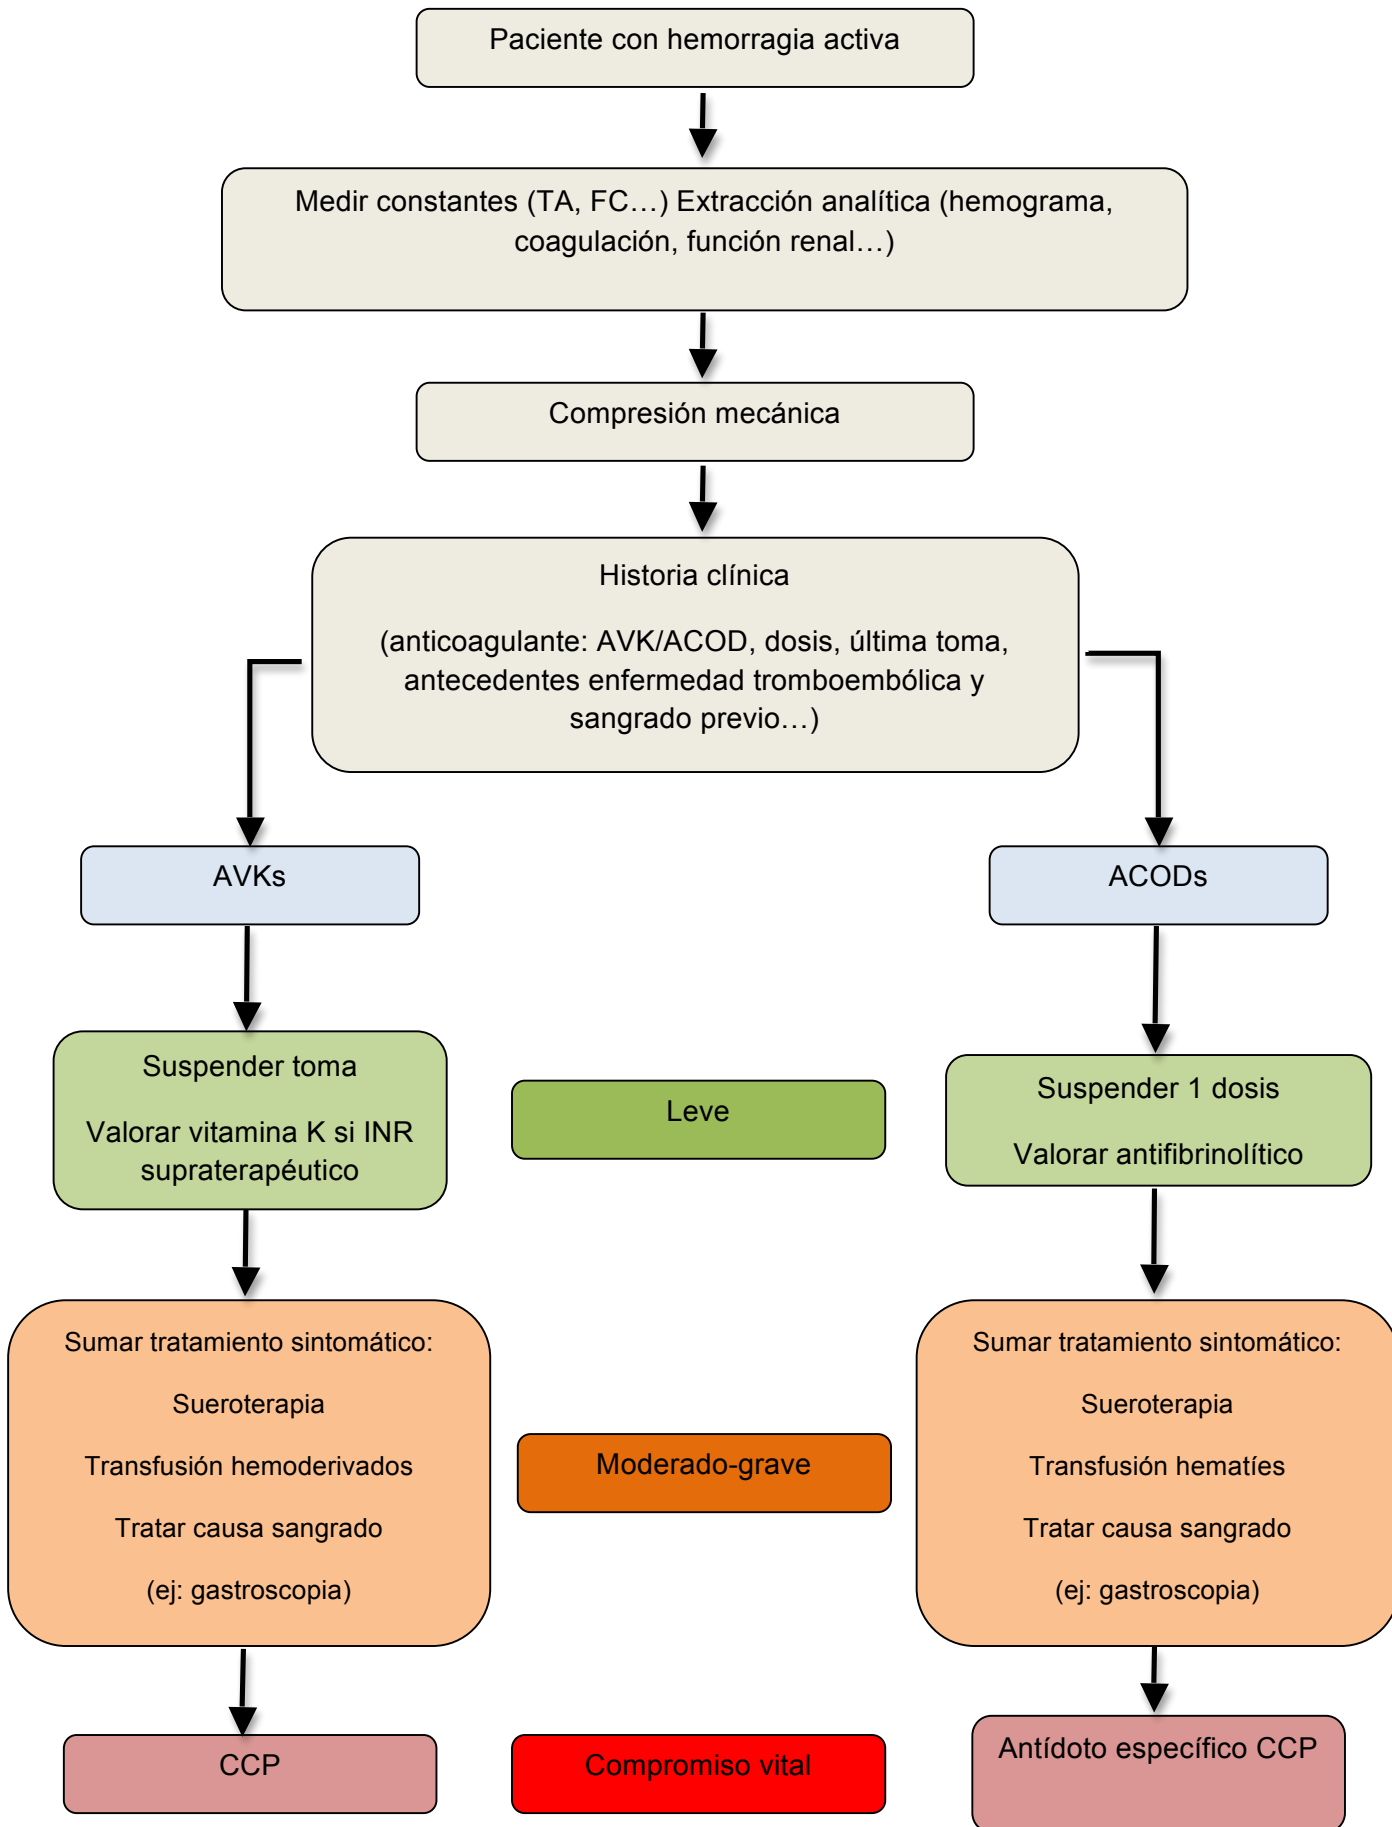 Paciente con hemorragia activa
Medir constantes (TA, FC…) Extracción analítica (hemograma,
coagulación, función renal…)
Compresión mecánica
Historia clínica
(anticoagulante: AVK/ACOD, dosis, última toma,
antecedentes enfermedad tromboembólica y
sangrado previo…)
AVKs
ACODs
Suspender toma
Valorar vitamina K si INR
supraterapéutico
Leve
Suspender 1 dosis
Valorar antifibrinolítico
Sumar tratamiento sintomático:
Sueroterapia
Transfusión hemoderivados
Tratar causa sangrado
(ej: gastroscopia)
Moderado-grave
Sumar tratamiento sintomático:
Sueroterapia
Transfusión hematíes
Tratar causa sangrado
(ej: gastroscopia)
CCP
Compromiso vital
Antídoto específico CCP